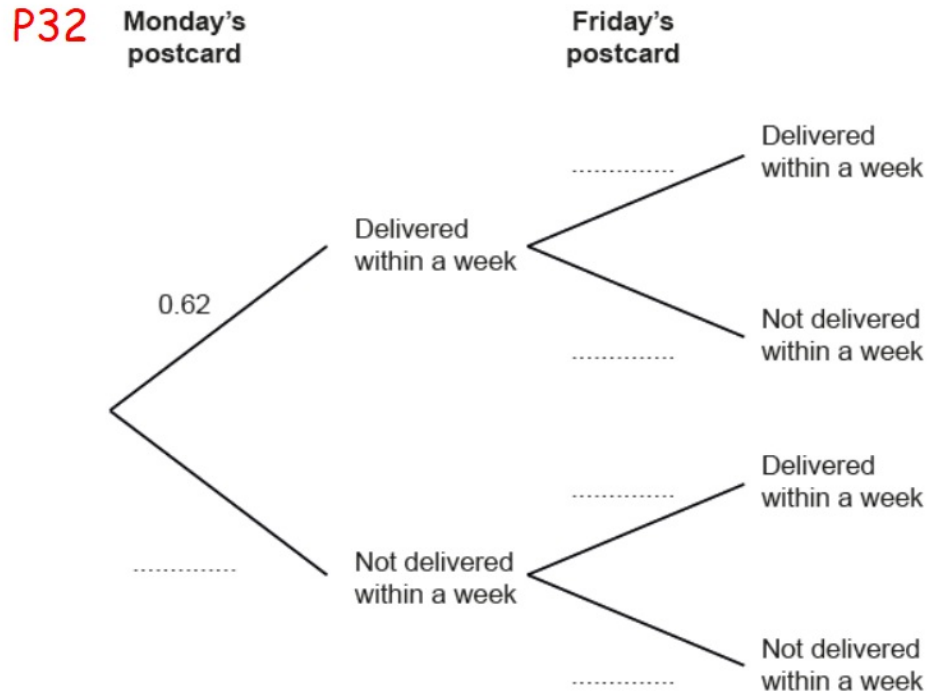 P32
Monday's
postcard
Friday's
postcard
Delivered
within a week
Delivered
within a week
0.62
Not delivered
within a week
Delivered
within a week
Not delivered
within a week
Not delivered
within a week